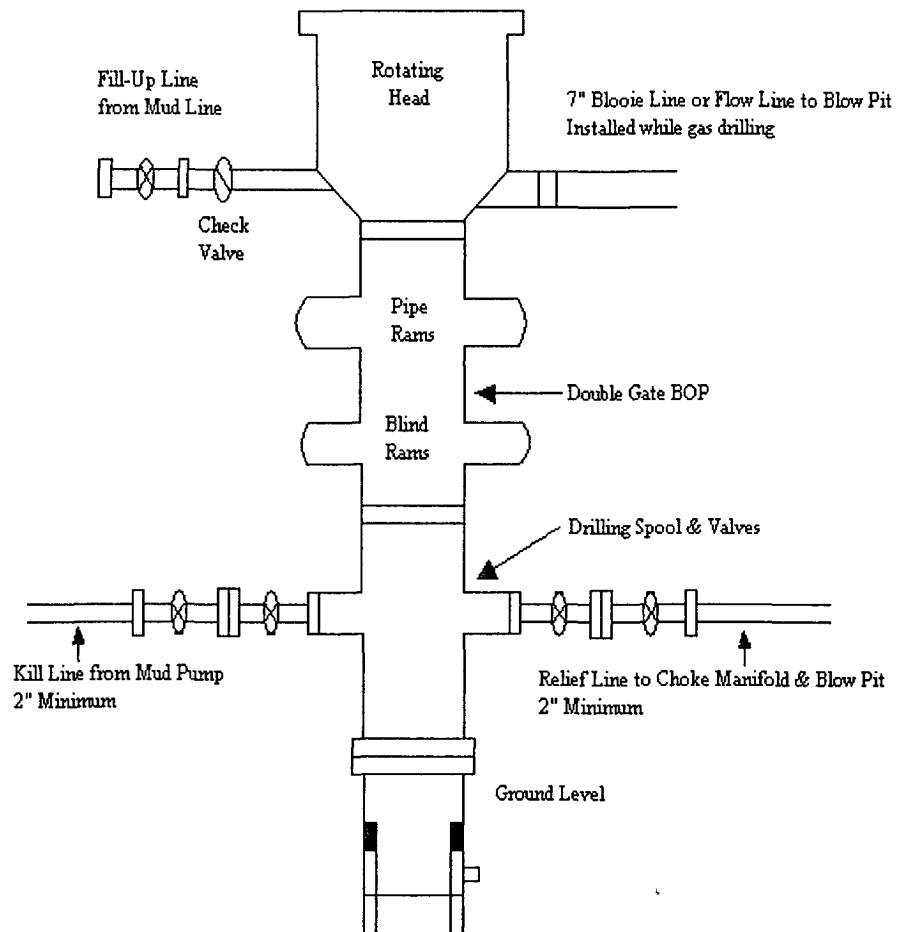 Rotating
Head
Fill-Up Line
from Mud Line
7" Blooie Line or Flow Line to Blow Pit
Installed while gas drilling
Check
Valve
Pipe
Rams
Double Gate BOP
Blind
Rams
Drilling Spool & Valves
Kill Line from Mud Pump
2" Minimum
Relief Line to Choke Manifold & Blow Pit
2" Minimum
Ground Level